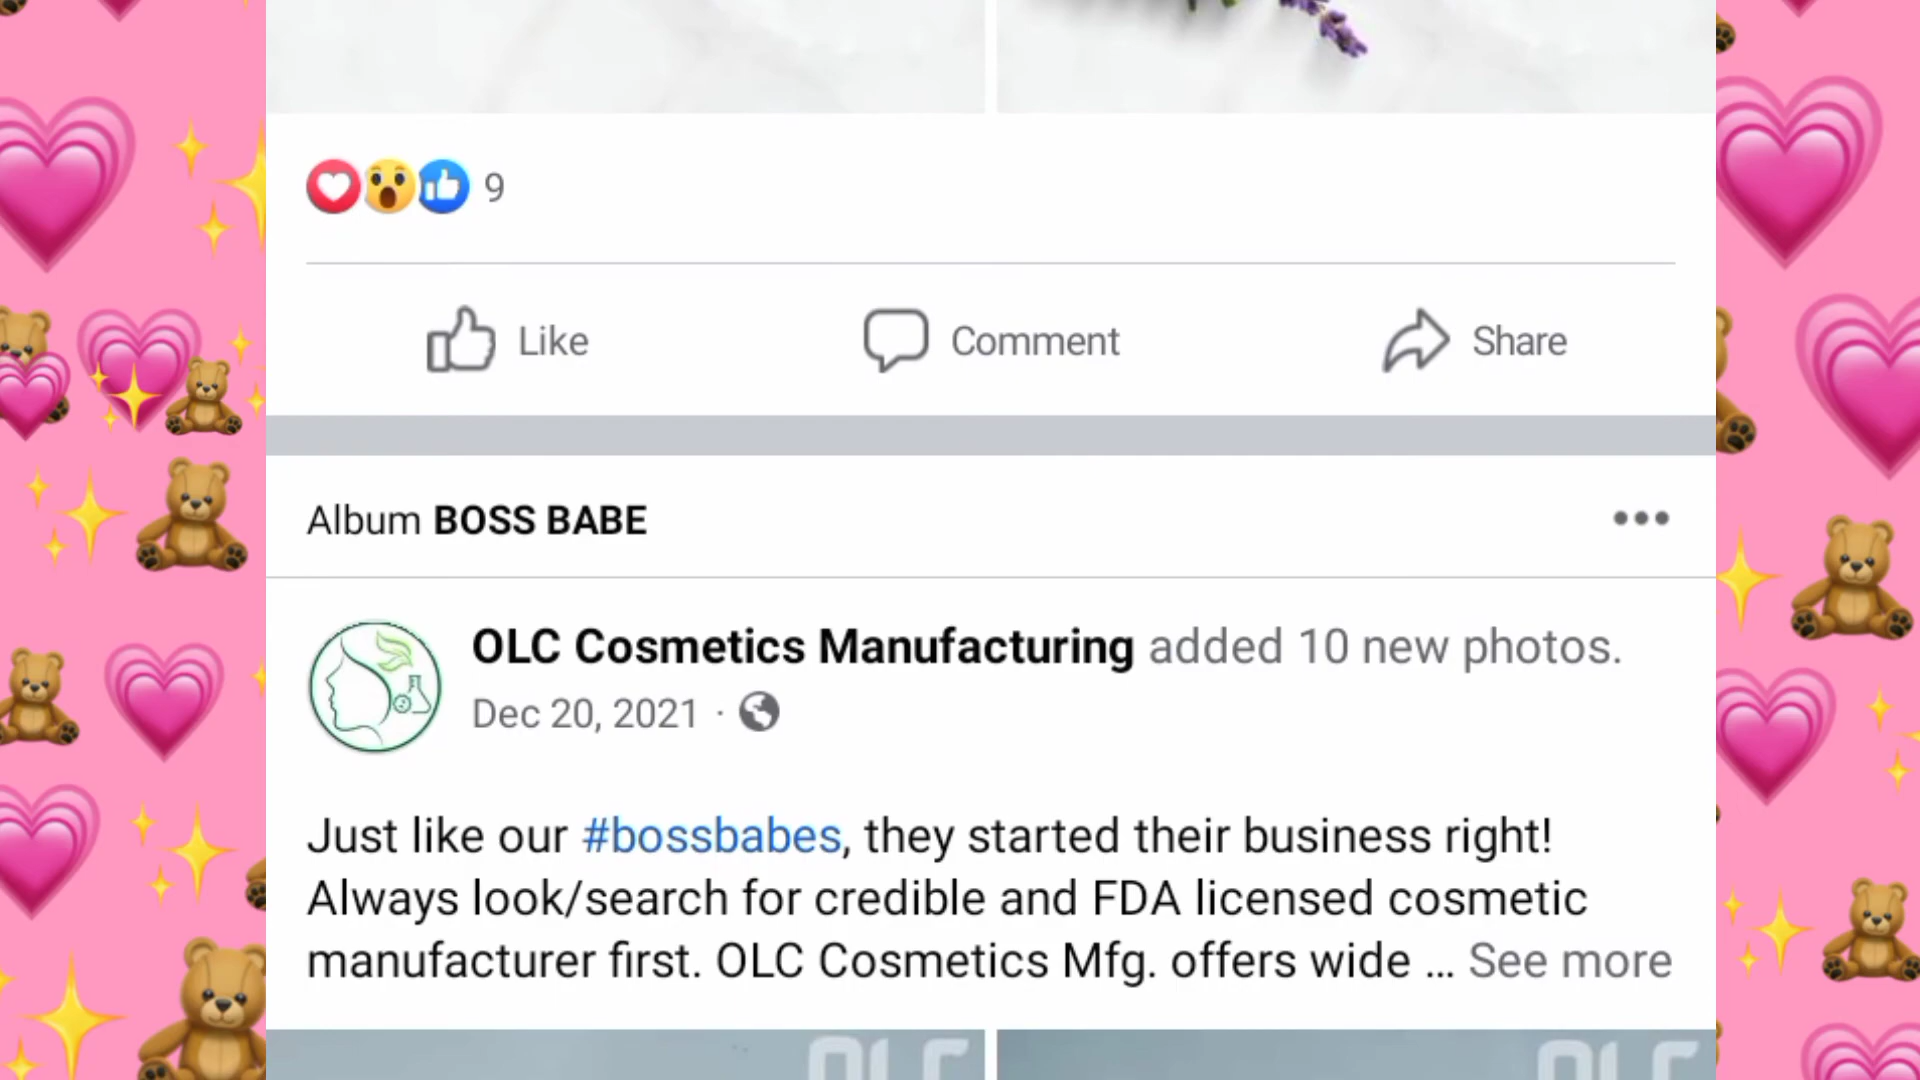 9
Like
Comment
Share
Album BOSS BABE
OLC Cosmetics Manufacturing added 10 new photos.
Dec 20, 2021 ·
Just like our #bossbabes, they started their business right!
Always look/search for credible and FDA licensed cosmetic
manufacturer first. OLC Cosmetics Mfg. offers wide ... See more
OLC
OLC